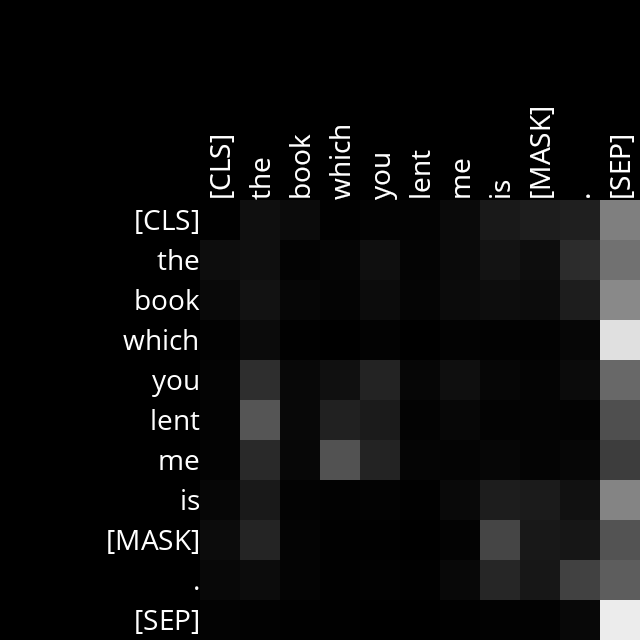 [CLS] the book which you lent me is [MASK] . [SEP]
[CLS]
the
book
which
you
lent
me
is
[MASK]
.
[SEP]